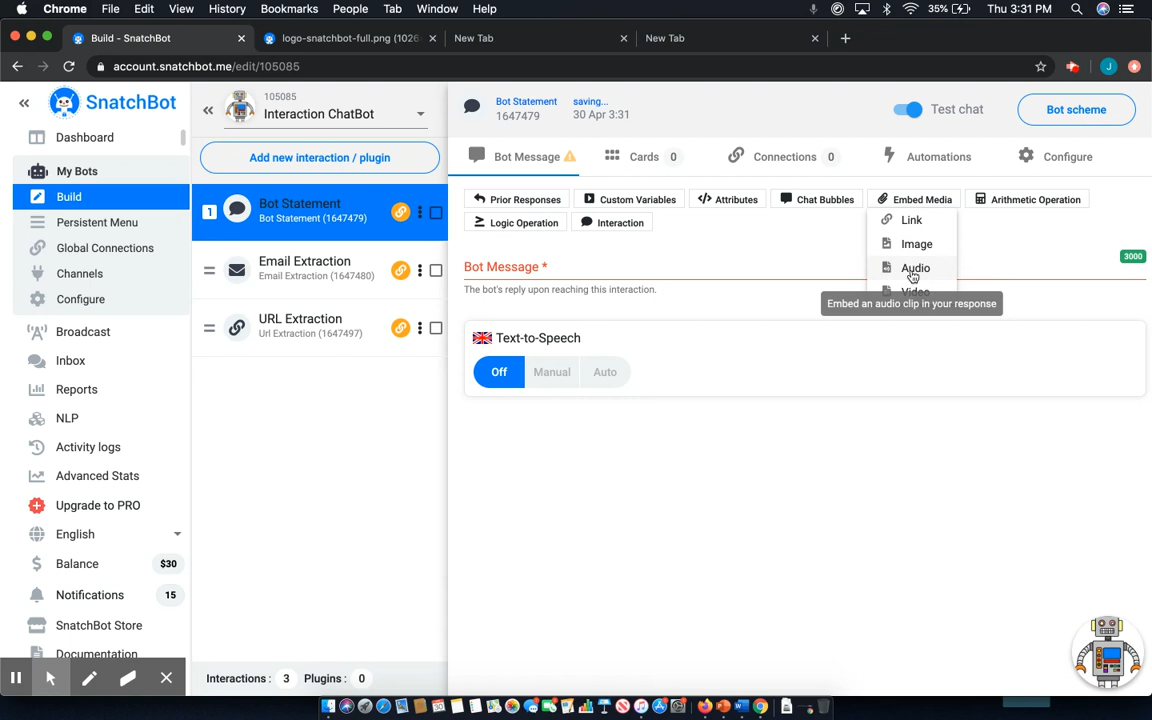 Chrome File Edit View History Bookmarks People Tab Window Help 35% Thu 3:31 PM
Build - SnatchBot logo-snatchbot-full.png (1026 New Tab New Tab
account.snatchbot.me/edit/105085
SnatchBot
Dashboard
My Bots
Build
Persistent Menu
Global Connections
Channels
Configure
Broadcast
Inbox
Reports
NLP
Activity logs
Advanced Stats
Upgrade to PRO
English
Balance $30
Notifications 15
SnatchBot Store
Documentation
105085
Interaction ChatBot
Add new interaction / plugin
1 Bot Statement
Bot Statement (1647479)
Email Extraction
Email Extraction (1647480)
URL Extraction
Url Extraction (1647497)
Interactions : 3 Plugins : 0
Bot Statement saving...
1647479 30 Apr 3:31
Test chat
Bot scheme
Bot Message Cards 0 Connections 0 Automations Configure
Prior Responses Custom Variables Attributes Chat Bubbles Embed Media Arithmetic Operation
Logic Operation Interaction
Link
Image
Audio
Video
Embed an audio clip in your response
Bot Message *
3000
The bot's reply upon reaching this interaction.
Text-to-Speech
Off Manual Auto